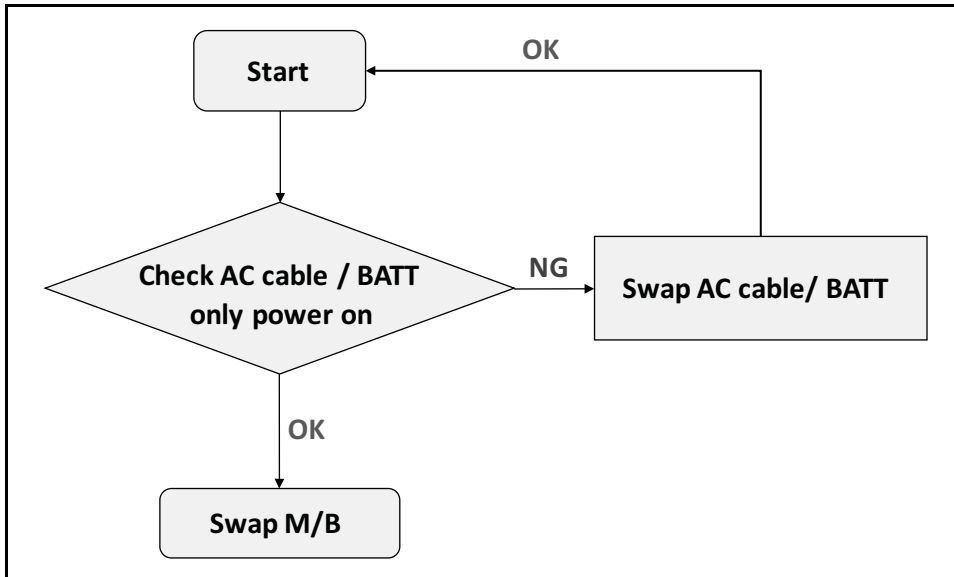 OK
Start
Check AC cable / BATT
only power on
NG
Swap AC cable/ BATT
OK
Swap M/B